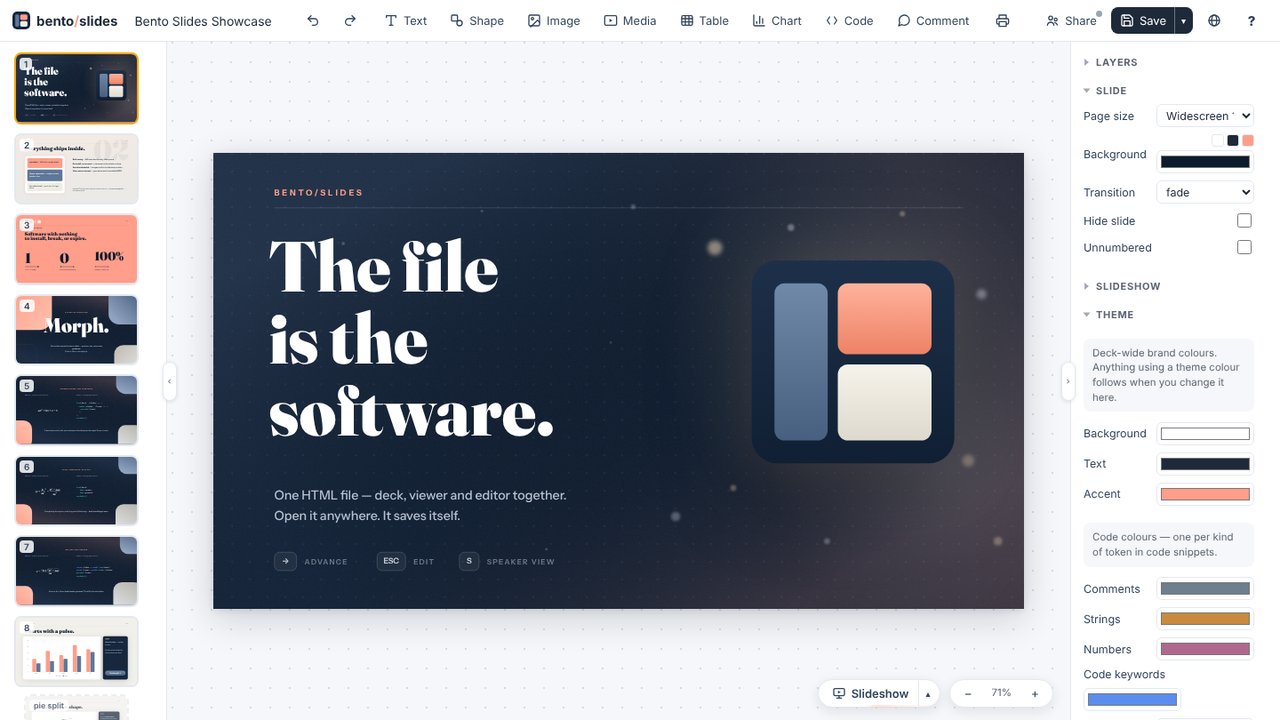 bento/slides
Bento Slides Showcase
Text
Shape
Image
Media
Table
Chart
Code
Comment
Share
Save
?
1
The file
is the
software.
2
everything ships inside.
02
3
Software with nothing
to install, break, or expire.
1
0
100%
4
Morph.
5
6
7
8
pie split
BENTO/SLIDES
The file
is the
software.
One HTML file — deck, viewer and editor together.
Open it anywhere. It saves itself.
→ ADVANCE
ESC EDIT
S SPEAKER VIEW
Slideshow
− 71% +
LAYERS
SLIDE
Page size
Widescreen
Background
Transition
fade
Hide slide
Unnumbered
SLIDESHOW
THEME
Deck-wide brand colours.
Anything using a theme colour
follows when you change it
here.
Background
Text
Accent
Code colours — one per kind
of token in code snippets.
Comments
Strings
Numbers
Code keywords